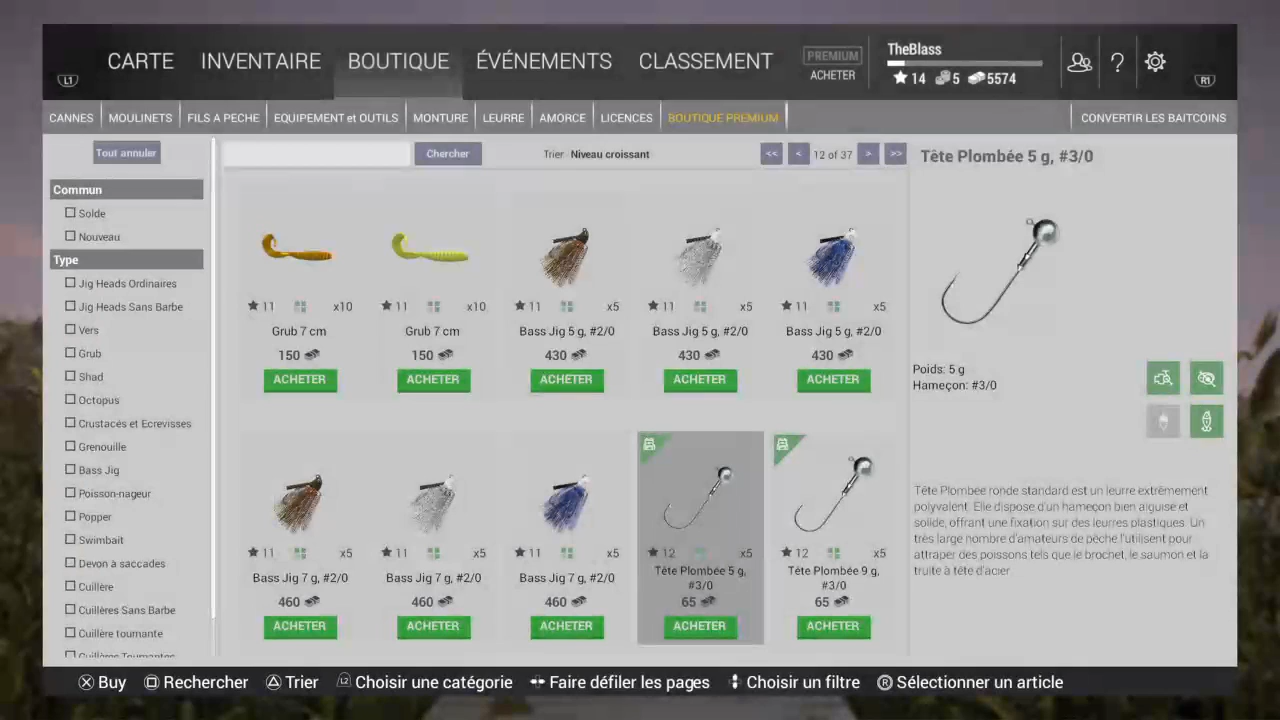 L1
CARTE
INVENTAIRE
BOUTIQUE
ÉVÉNEMENTS
CLASSEMENT
PREMIUM
ACHETER
TheBlass
14
5
5574
?
R1
CANNES
MOULINETS
FILS A PECHE
EQUIPEMENT et OUTILS
MONTURE
LEURRE
AMORCE
LICENCES
BOUTIQUE PREMIUM
CONVERTIR LES BAITCOINS
Tout annuler
Chercher
Trier Niveau croissant
<<
<
12 of 37
>
>>
Commun
Solde
Nouveau
Type
Jig Heads Ordinaires
Jig Heads Sans Barbe
Vers
Grub
Shad
Octopus
Crustacés et Ecrevisses
Grenouille
Bass Jig
Poisson-nageur
Popper
Swimbait
Devon à saccades
Cuillère
Cuillères Sans Barbe
Cuillère tournante
Cuillères Tournantes
11 x10
Grub 7 cm
150
ACHETER
11 x10
Grub 7 cm
150
ACHETER
11 x5
Bass Jig 5 g, #2/0
430
ACHETER
11 x5
Bass Jig 5 g, #2/0
430
ACHETER
11 x5
Bass Jig 5 g, #2/0
430
ACHETER
11 x5
Bass Jig 7 g, #2/0
460
ACHETER
11 x5
Bass Jig 7 g, #2/0
460
ACHETER
11 x5
Bass Jig 7 g, #2/0
460
ACHETER
12 x5
Tête Plombée 5 g,
#3/0
65
ACHETER
12 x5
Tête Plombée 9 g,
#3/0
65
ACHETER
Tête Plombée 5 g, #3/0
Poids: 5 g
Hameçon: #3/0
Tête Plombée ronde standard est un leurre extrêmement
polyvalent. Elle dispose d'un hameçon bien aiguisé et
solide, offrant une fixation sur des leurres plastiques. Un
très large nombre d'amateurs de pêche l'utilisent pour
attraper des poissons tels que le brochet, le saumon et la
truite à tête d'acier
Buy
Rechercher
Trier
L2 Choisir une catégorie
Faire défiler les pages
Choisir un filtre
R Sélectionner un article